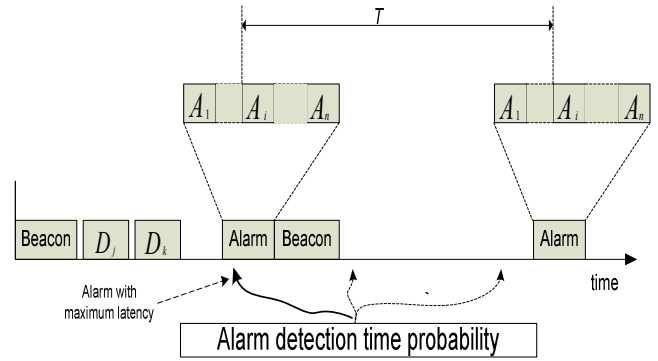 T
A1 Ai An
A1 Ai An
Beacon Dj Dk Alarm Beacon Alarm
time
Alarm with
maximum latency
Alarm detection time probability